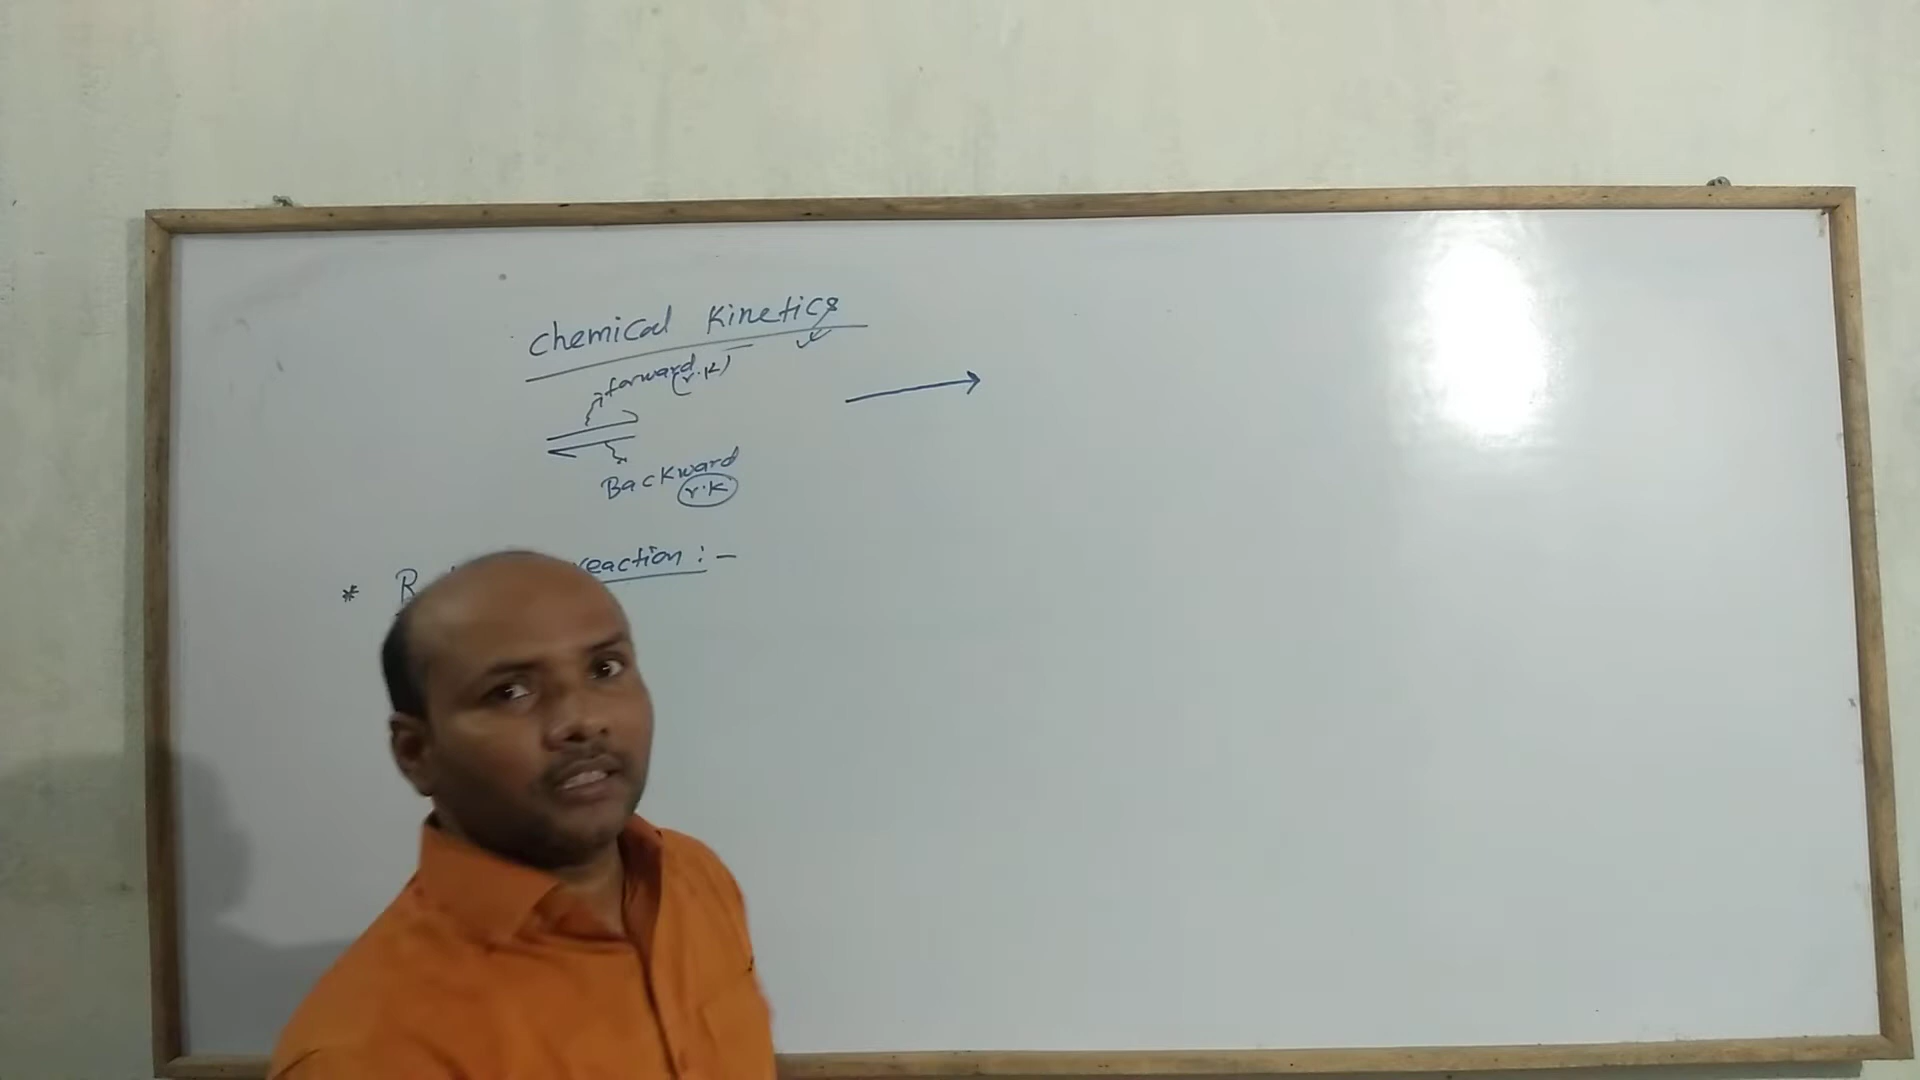 Chemical Kinetics
forward
(r.K)
Backward
r.K
* reaction :-